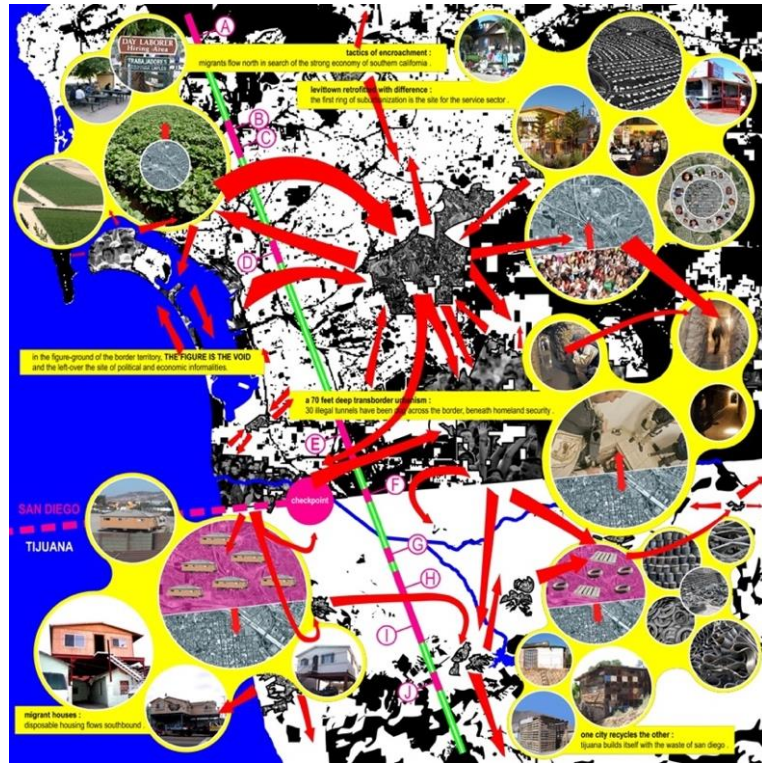 A
DAY LABORER
Hiring Area
TRABAJADORES
tactics of encroachment :
migrants flow north in search of the strong economy of southern california .
levittown retrofitted with difference :
the first ring of suburbanization is the site for the service sector .
B
C
D
in the figure-ground of the border territory, THE FIGURE IS THE VOID
and the left-over the site of political and economic informalities.
a 70 feet deep transborder urbanism :
30 illegal tunnels have been dug across the border, beneath homeland security .
E
F
checkpoint
SAN DIEGO
TIJUANA
G
H
I
J
migrant houses :
disposable housing flows southbound .
one city recycles the other :
tijuana builds itself with the waste of san diego .